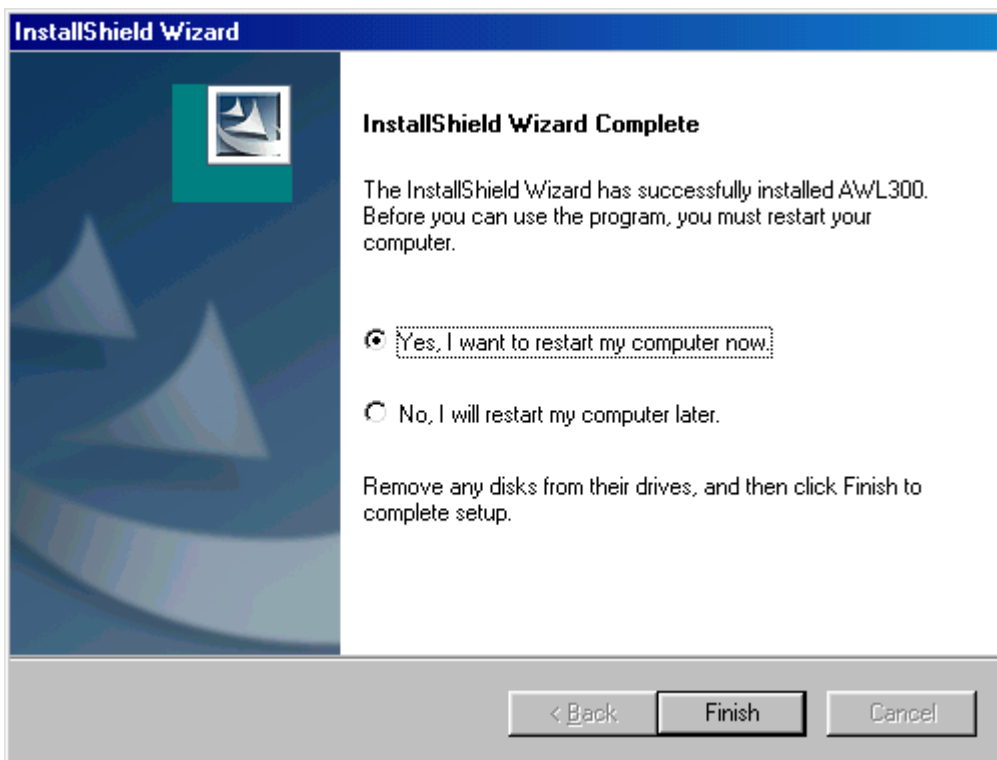 InstallShield Wizard
InstallShield Wizard Complete
The InstallShield Wizard has successfully installed AWL300.
Before you can use the program, you must restart your
computer.
Yes, I want to restart my computer now.
No, I will restart my computer later.
Remove any disks from their drives, and then click Finish to
complete setup.
< Back
Finish
Cancel